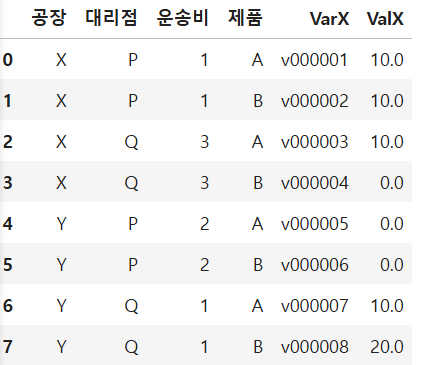 공장 대리점 운송비 제품 VarX ValX
0 X P 1 A v000001 10.0
1 X P 1 B v000002 10.0
2 X Q 3 A v000003 10.0
3 X Q 3 B v000004 0.0
4 Y P 2 A v000005 0.0
5 Y P 2 B v000006 0.0
6 Y Q 1 A v000007 10.0
7 Y Q 1 B v000008 20.0